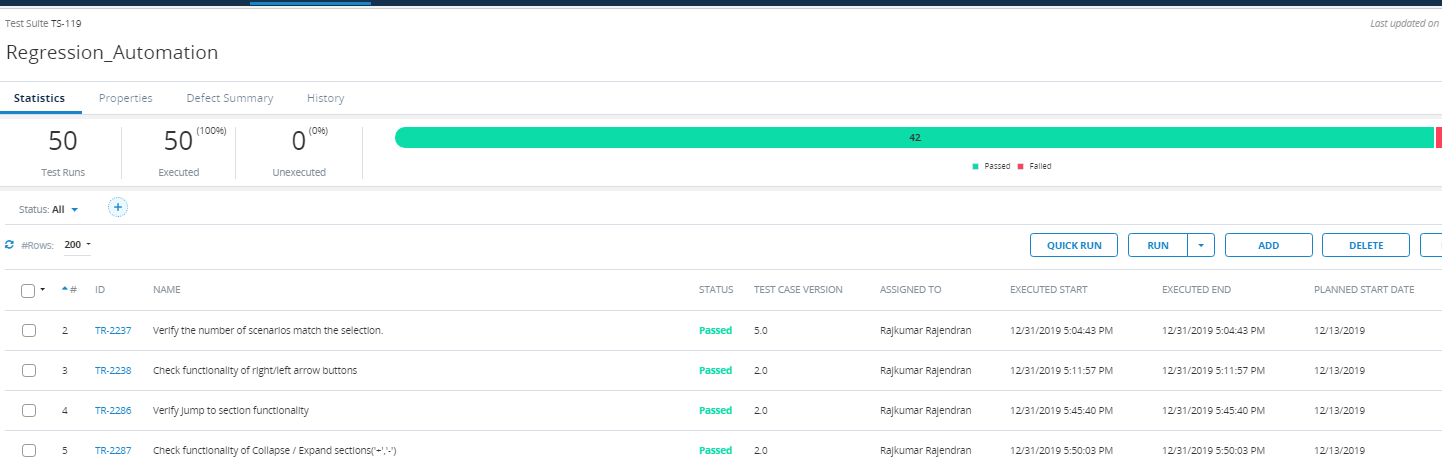 Test Suite TS-119
Last updated on
Regression_Automation
Statistics Properties Defect Summary History
50 50 (100%) 0 (0%) 42
Test Runs Executed Unexecuted
Passed Failed
Status: All
#Rows: 200 QUICK RUN RUN ADD DELETE
# ID NAME STATUS TEST CASE VERSION ASSIGNED TO EXECUTED START EXECUTED END PLANNED START DATE
2 TR-2237 Verify the number of scenarios match the selection. Passed 5.0 Rajkumar Rajendran 12/31/2019 5:04:43 PM 12/31/2019 5:04:43 PM 12/13/2019
3 TR-2238 Check functionality of right/left arrow buttons Passed 2.0 Rajkumar Rajendran 12/31/2019 5:11:57 PM 12/31/2019 5:11:57 PM 12/13/2019
4 TR-2286 Verify Jump to section functionality Passed 2.0 Rajkumar Rajendran 12/31/2019 5:45:40 PM 12/31/2019 5:45:40 PM 12/13/2019
5 TR-2287 Check functionality of Collapse / Expand sections('+','-') Passed 2.0 Rajkumar Rajendran 12/31/2019 5:50:03 PM 12/31/2019 5:50:03 PM 12/13/2019